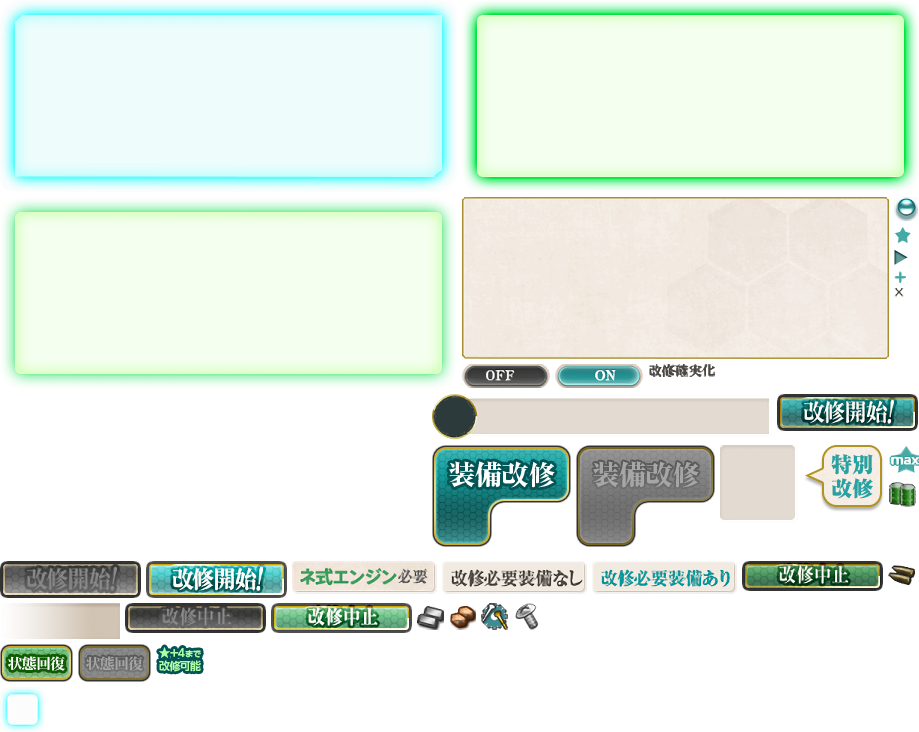 OFF
ON
改修確実化
改修開始!
装備改修
装備改修
特別
改修
max
改修開始!
改修開始!
ネ式エンジン必要
改修必要装備なし
改修必要装備あり
改修中止
改修中止
改修中止
状態回復
状態回復
★+4まで
改修可能